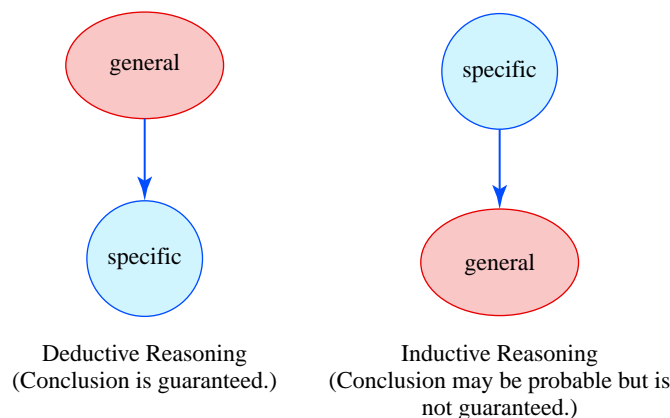 general
specific
Deductive Reasoning
(Conclusion is guaranteed.)
specific
general
Inductive Reasoning
(Conclusion may be probable but is
not guaranteed.)